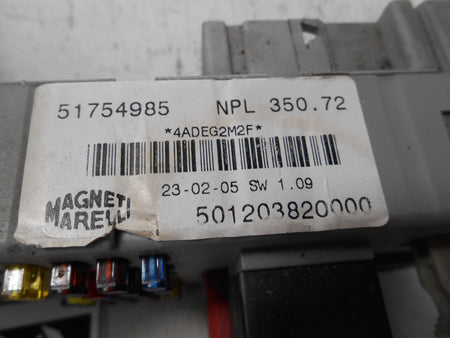 51754985 NPL 350.72
*4ADEG2M2F*
23-02-05 SW 1.09
MAGNETI
MARELLI
501203820000